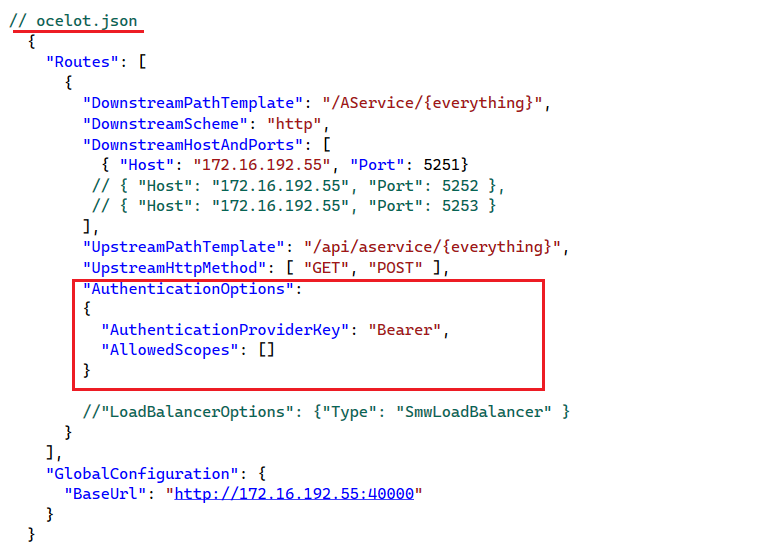 // ocelot.json
{
"Routes": [
{
"DownstreamPathTemplate": "/AService/{everything}",
"DownstreamScheme": "http",
"DownstreamHostAndPorts": [
{ "Host": "172.16.192.55", "Port": 5251}
// { "Host": "172.16.192.55", "Port": 5252 },
// { "Host": "172.16.192.55", "Port": 5253 }
],
"UpstreamPathTemplate": "/api/aservice/{everything}",
"UpstreamHttpMethod": [ "GET", "POST" ],
"AuthenticationOptions":
{
"AuthenticationProviderKey": "Bearer",
"AllowedScopes": []
}
//"LoadBalancerOptions": {"Type": "SmwLoadBalancer" }
}
],
"GlobalConfiguration": {
"BaseUrl": "http://172.16.192.55:40000"
}
}